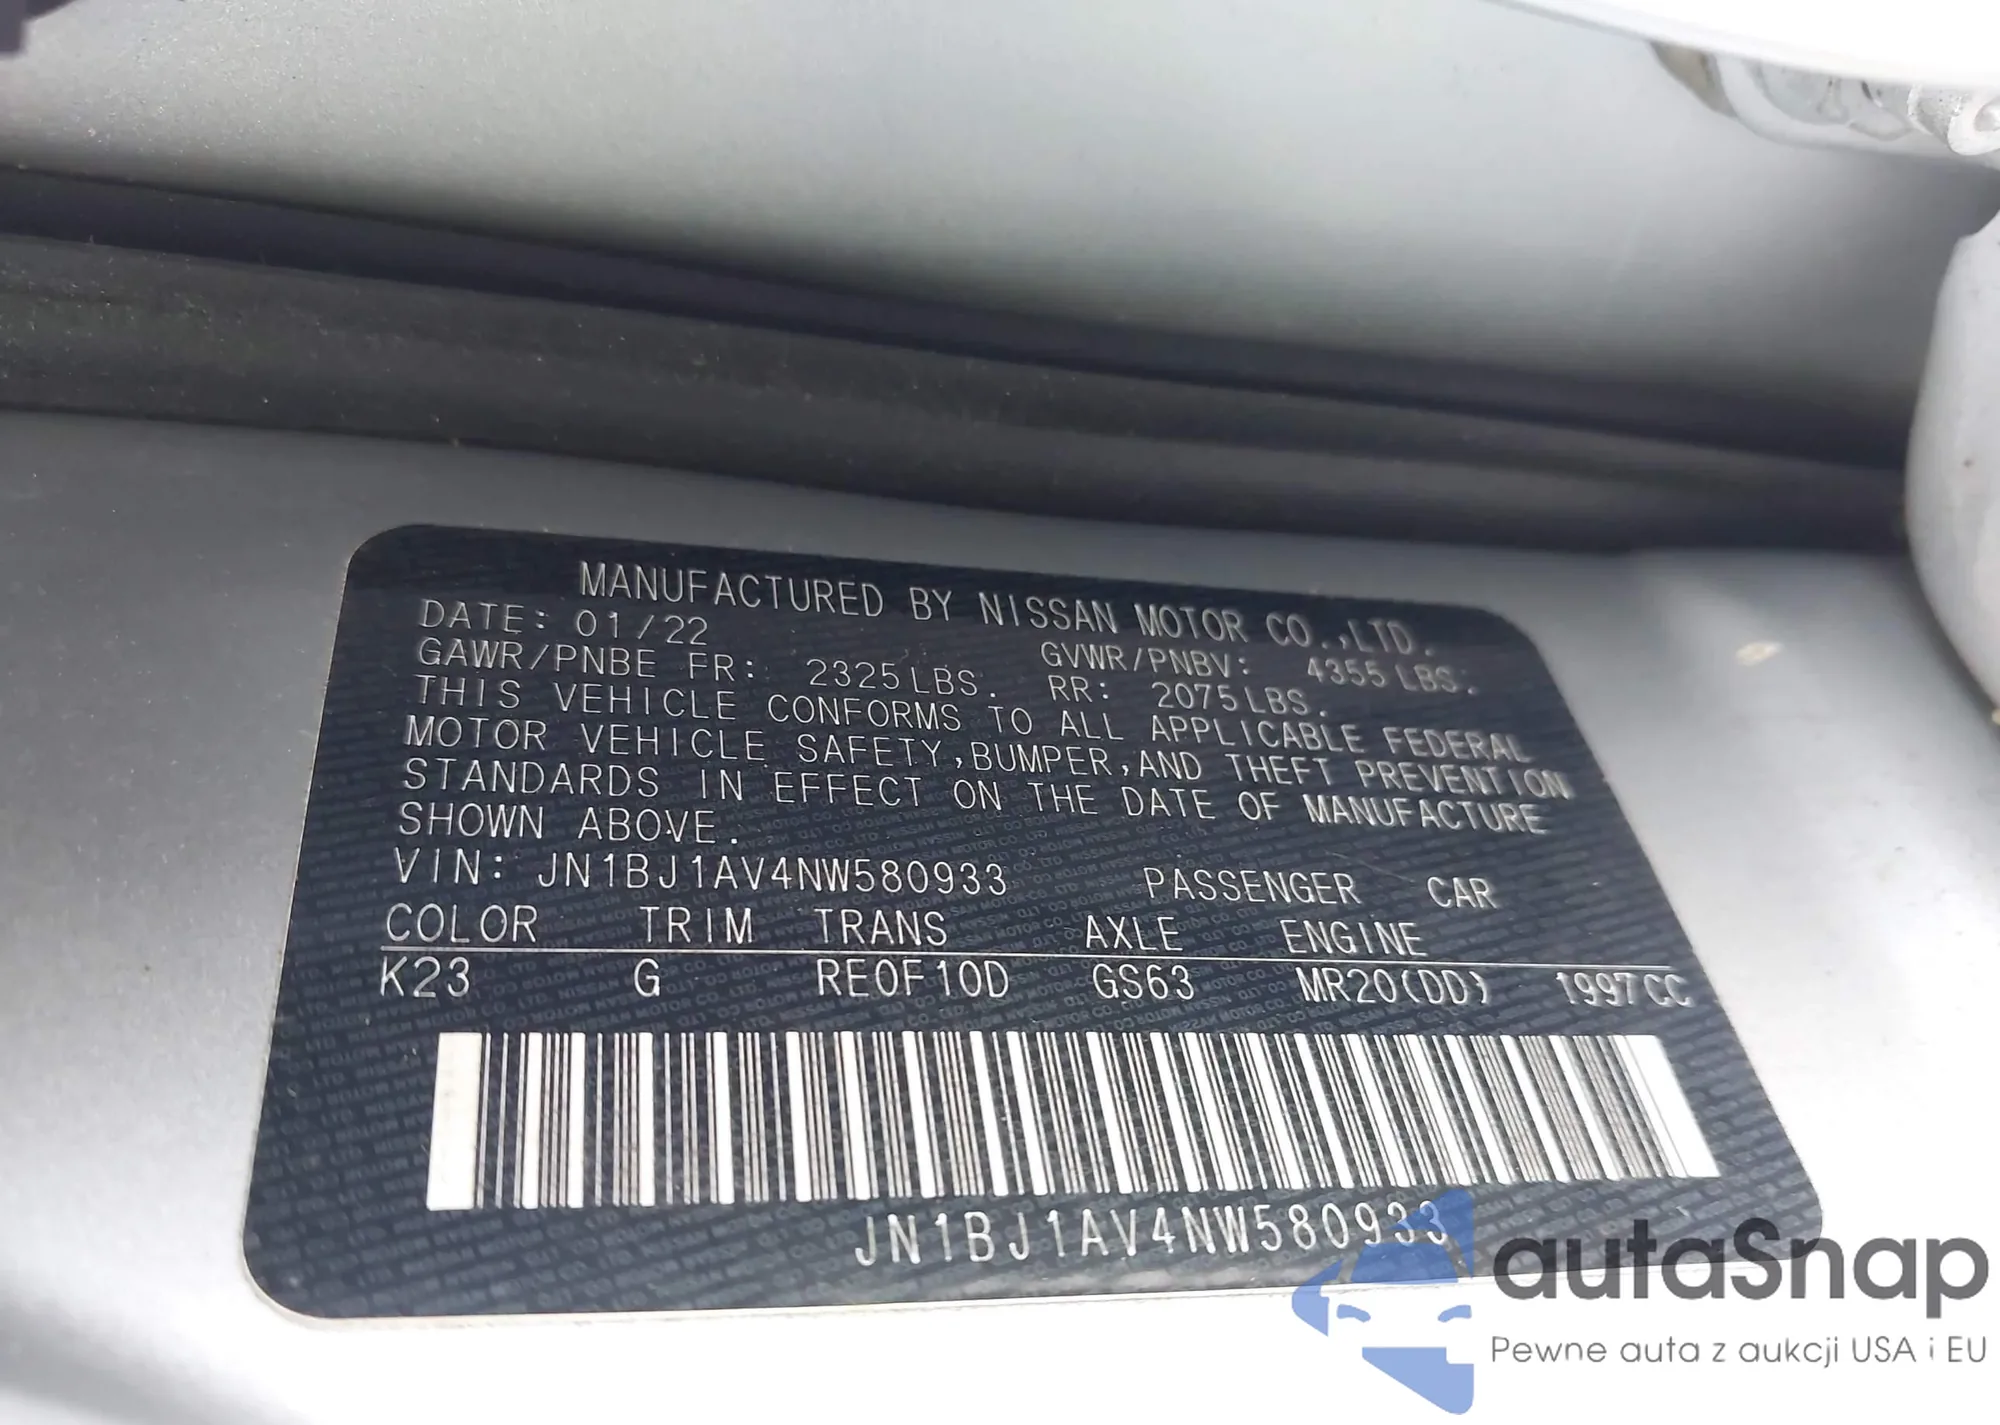 MANUFACTURED BY NISSAN MOTOR CO.,LTD.
DATE: 01/22 GVWR/PNBV: 4355 LBS.
GAWR/PNBE FR: 2325LBS. RR: 2075LBS.
THIS VEHICLE CONFORMS TO ALL APPLICABLE FEDERAL
MOTOR VEHICLE SAFETY,BUMPER,AND THEFT PREVENTION
STANDARDS IN EFFECT ON THE DATE OF MANUFACTURE
SHOWN ABOVE.
VIN: JN1BJ1AV4NW580933 PASSENGER CAR
COLOR TRIM TRANS AXLE ENGINE
K23 G RE0F10D GS63 MR20(DD) 1997CC
JN1BJ1AV4NW580933
autaSnap
Pewne auta z aukcji USA i EU